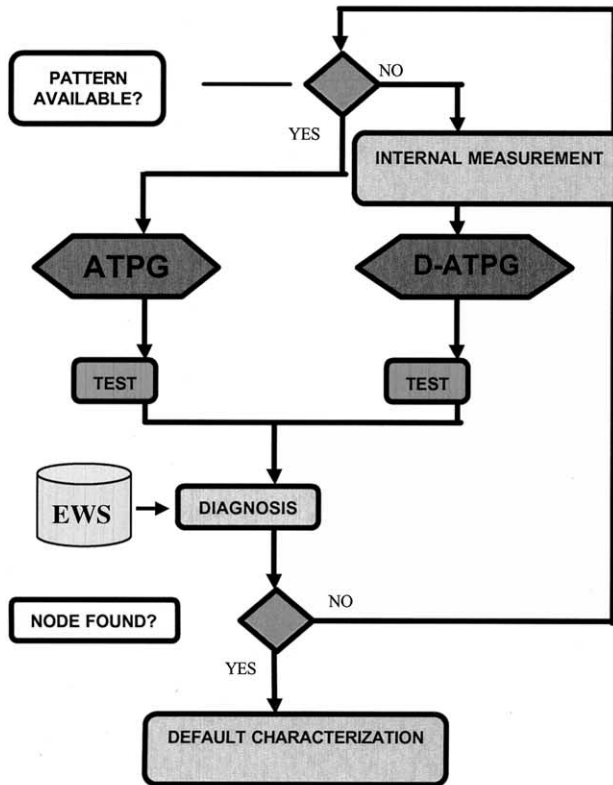 PATTERN
AVAILABLE?
NO
YES
INTERNAL MEASUREMENT
ATPG
D-ATPG
TEST
TEST
EWS
DIAGNOSIS
NODE FOUND?
NO
YES
DEFAULT CHARACTERIZATION